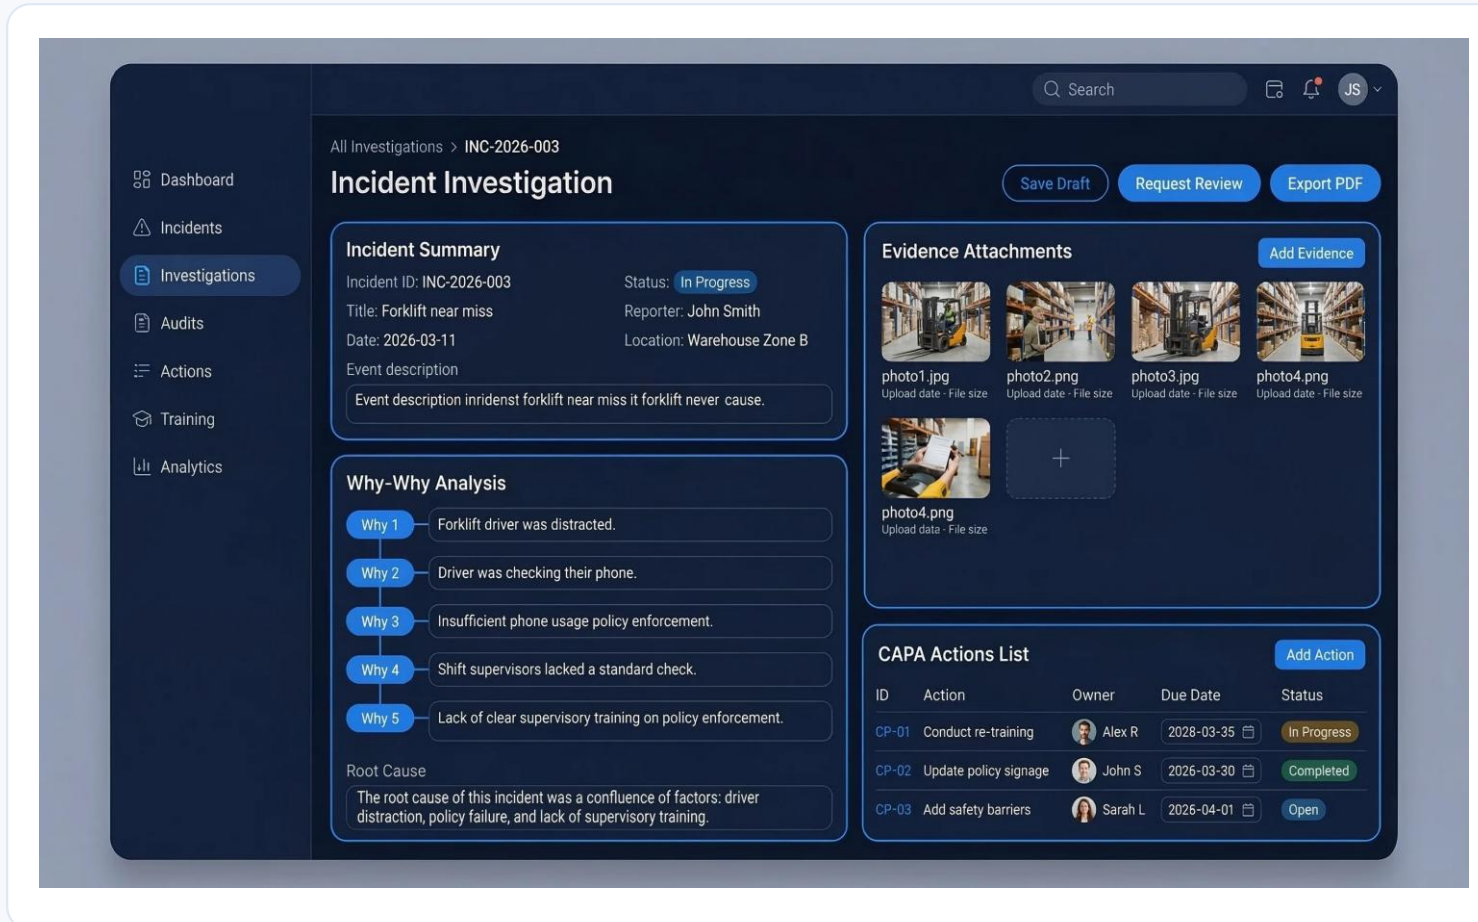 Search
JS
Dashboard
Incidents
Investigations
Audits
Actions
Training
Analytics
All Investigations > INC-2026-003
Incident Investigation
Save Draft
Request Review
Export PDF
Incident Summary
Incident ID: INC-2026-003
Status: In Progress
Title: Forklift near miss
Reporter: John Smith
Date: 2026-03-11
Location: Warehouse Zone B
Event description
Event description inridenst forklift near miss it forklift never cause.
Why-Why Analysis
Why 1 Forklift driver was distracted.
Why 2 Driver was checking their phone.
Why 3 Insufficient phone usage policy enforcement.
Why 4 Shift supervisors lacked a standard check.
Why 5 Lack of clear supervisory training on policy enforcement.
Root Cause
The root cause of this incident was a confluence of factors: driver
distraction, policy failure, and lack of supervisory training.
Evidence Attachments
Add Evidence
photo1.jpg
Upload date - File size
photo2.png
Upload date - File size
photo3.jpg
Upload date - File size
photo4.png
Upload date - File size
photo4.png
Upload data - File size
CAPA Actions List
Add Action
ID Action Owner Due Date Status
CP-01 Conduct re-training Alex R 2028-03-35 In Progress
CP-02 Update policy signage John S 2026-03-30 Completed
CP-03 Add safety barriers Sarah L 2026-04-01 Open